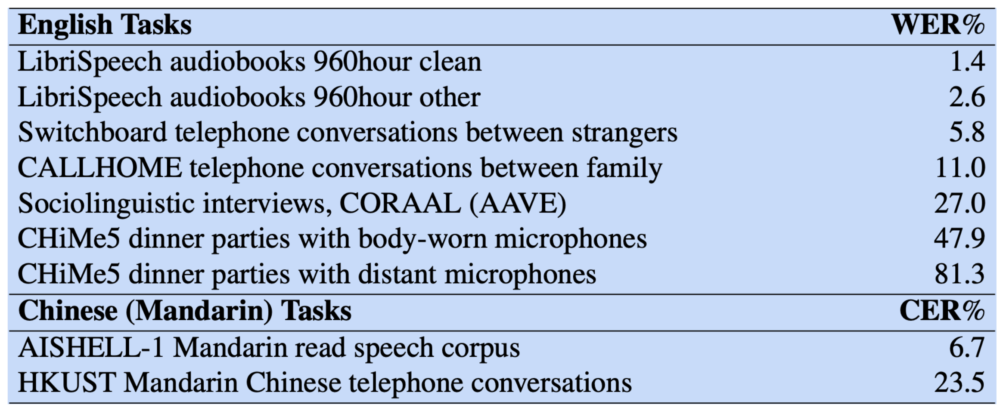 English Tasks WER%
LibriSpeech audiobooks 960hour clean 1.4
LibriSpeech audiobooks 960hour other 2.6
Switchboard telephone conversations between strangers 5.8
CALLHOME telephone conversations between family 11.0
Sociolinguistic interviews, CORAAL (AAVE) 27.0
CHiMe5 dinner parties with body-worn microphones 47.9
CHiMe5 dinner parties with distant microphones 81.3
Chinese (Mandarin) Tasks CER%
AISHELL-1 Mandarin read speech corpus 6.7
HKUST Mandarin Chinese telephone conversations 23.5